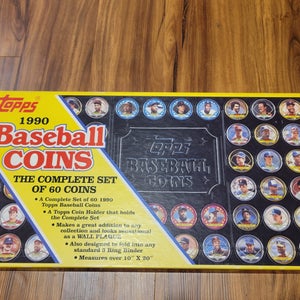 Topps
1990
Baseball
COINS
THE COMPLETE SET
OF 60 COINS
• A Complete Set of 60 1990
Topps Baseball Coins
• A Topps Coin Holder that holds
the Complete Set
• Makes a great addition to any
collection and looks sensational
as a WALL PLAQUE
• Also designed to fold into any
standard 3 Ring Binder
• Measures over 10" X 20"
Topps
BASEBALL
COINS